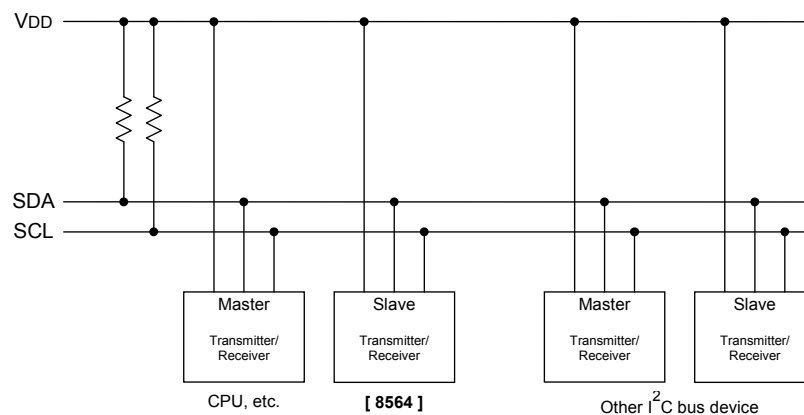 VDD
SDA
SCL
Master
Transmitter/
Receiver
CPU, etc.
Slave
Transmitter/
Receiver
[ 8564 ]
Master
Transmitter/
Receiver
Slave
Transmitter/
Receiver
Other I²C bus device